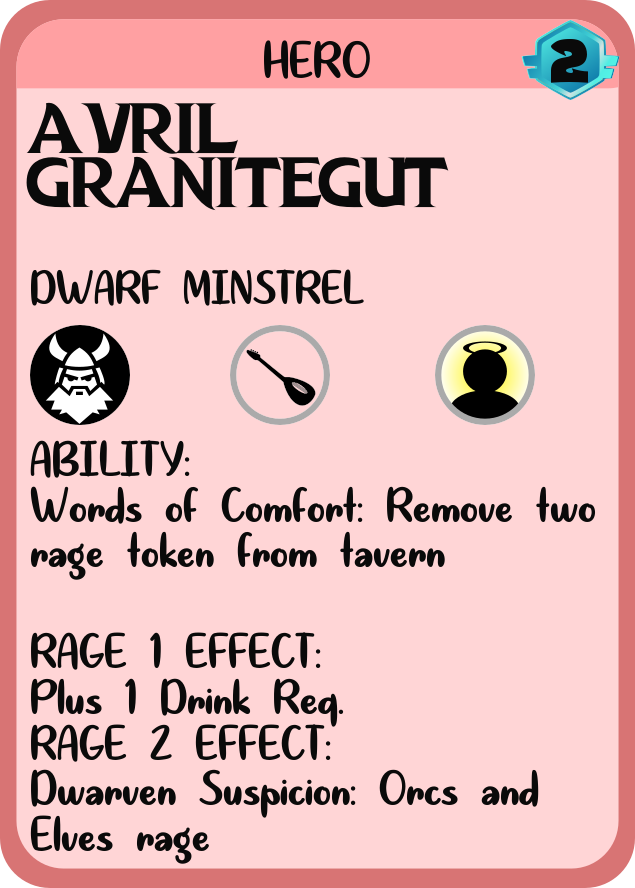 HERO
2
AVRIL
GRANITEGUT
DWARF MINSTREL
ABILITY:
Words of Comfort: Remove two
rage token from tavern
RAGE 1 EFFECT:
Plus 1 Drink Req.
RAGE 2 EFFECT:
Dwarven Suspicion: Orcs and
Elves rage